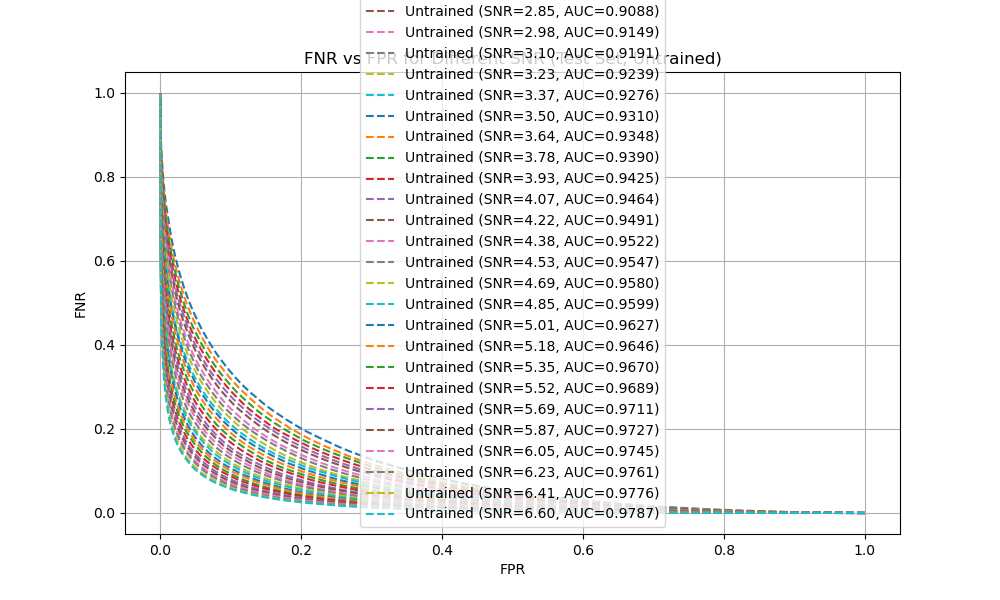 Untrained (SNR=2.85, AUC=0.9088)
Untrained (SNR=2.98, AUC=0.9149)
Untrained (SNR=3.10, AUC=0.9191)
FNR vs FPR for Different SNR (Test Set, Untrained)
Untrained (SNR=3.23, AUC=0.9239)
Untrained (SNR=3.37, AUC=0.9276)
Untrained (SNR=3.50, AUC=0.9310)
Untrained (SNR=3.64, AUC=0.9348)
Untrained (SNR=3.78, AUC=0.9390)
Untrained (SNR=3.93, AUC=0.9425)
Untrained (SNR=4.07, AUC=0.9464)
Untrained (SNR=4.22, AUC=0.9491)
Untrained (SNR=4.38, AUC=0.9522)
Untrained (SNR=4.53, AUC=0.9547)
Untrained (SNR=4.69, AUC=0.9580)
Untrained (SNR=4.85, AUC=0.9599)
Untrained (SNR=5.01, AUC=0.9627)
Untrained (SNR=5.18, AUC=0.9646)
Untrained (SNR=5.35, AUC=0.9670)
Untrained (SNR=5.52, AUC=0.9689)
Untrained (SNR=5.69, AUC=0.9711)
Untrained (SNR=5.87, AUC=0.9727)
Untrained (SNR=6.05, AUC=0.9745)
Untrained (SNR=6.23, AUC=0.9761)
Untrained (SNR=6.41, AUC=0.9776)
Untrained (SNR=6.60, AUC=0.9787)
1.0
0.8
0.6
0.4
0.2
0.0
FNR
0.0
0.2
0.4
0.6
0.8
1.0
FPR